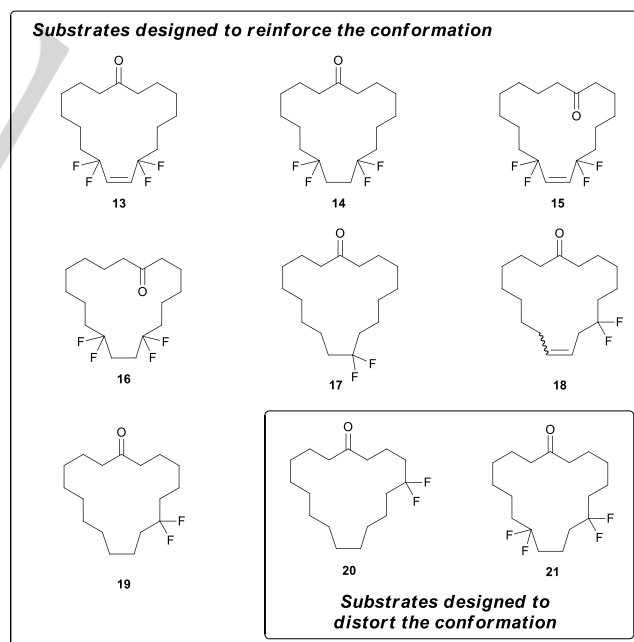 Substrates designed to reinforce the conformation
O O
O
F F F F F F
F F F F F F
13 14 15
O O
O
F F F F
F F F
F
16 17 18
O O O
F F
F F F F
F F
19 20 21
Substrates designed to
distort the conformation